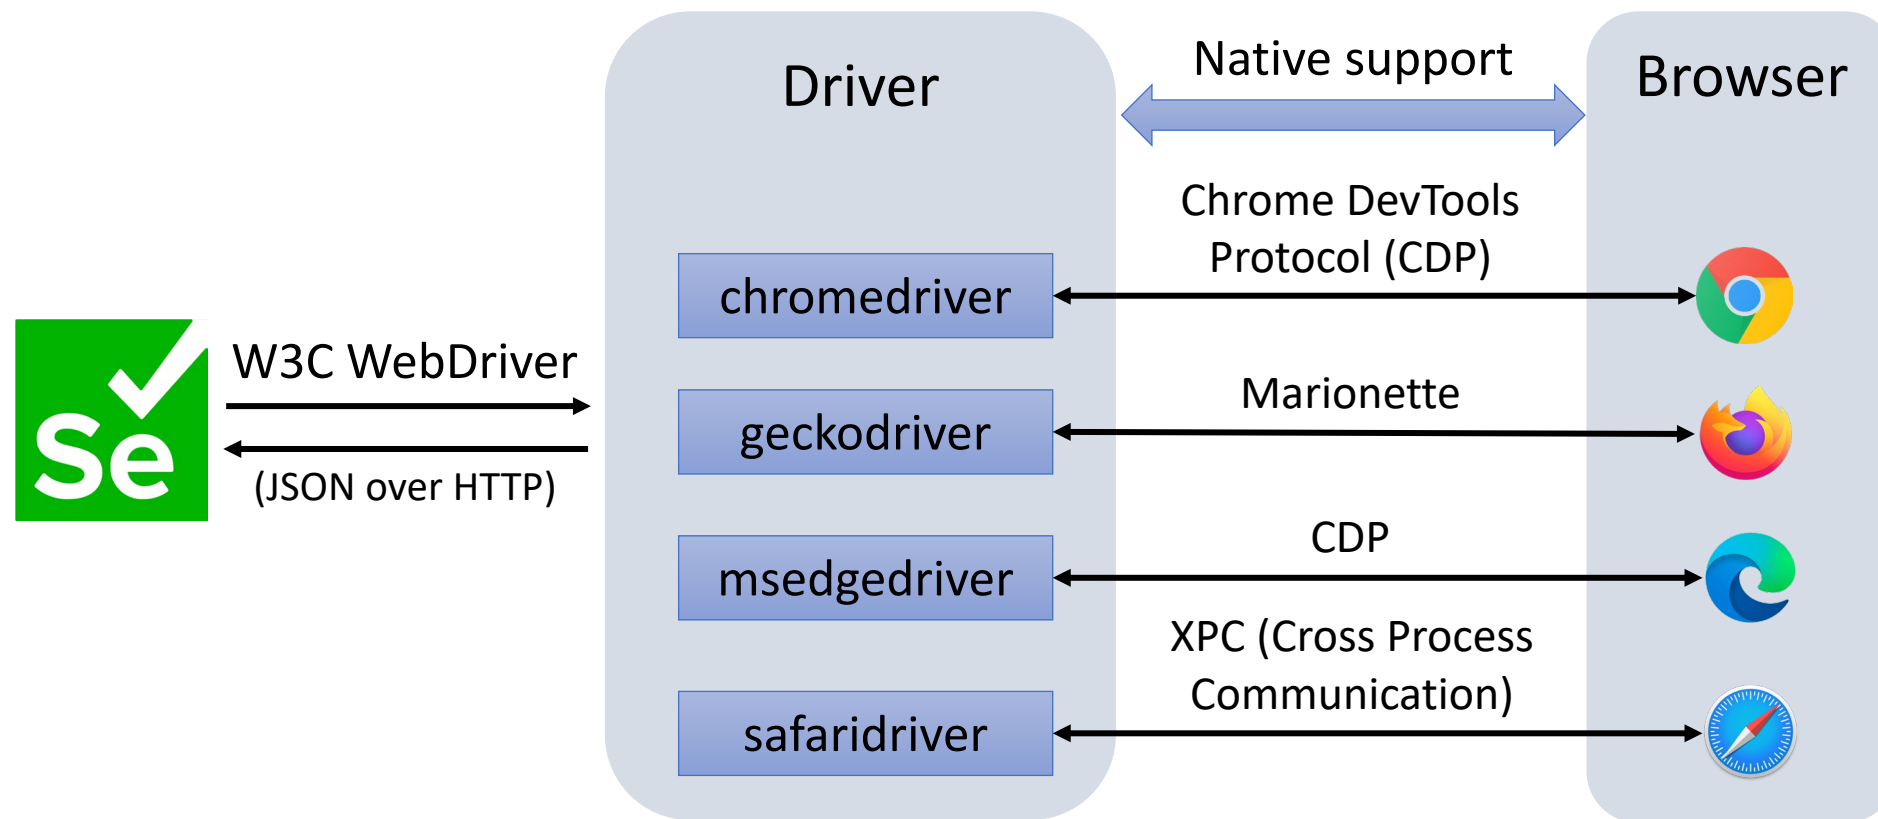 Driver
Native support
Browser
Chrome DevTools
Protocol (CDP)
chromedriver
W3C WebDriver
Se
(JSON over HTTP)
Marionette
geckodriver
CDP
msedgedriver
XPC (Cross Process
Communication)
safaridriver